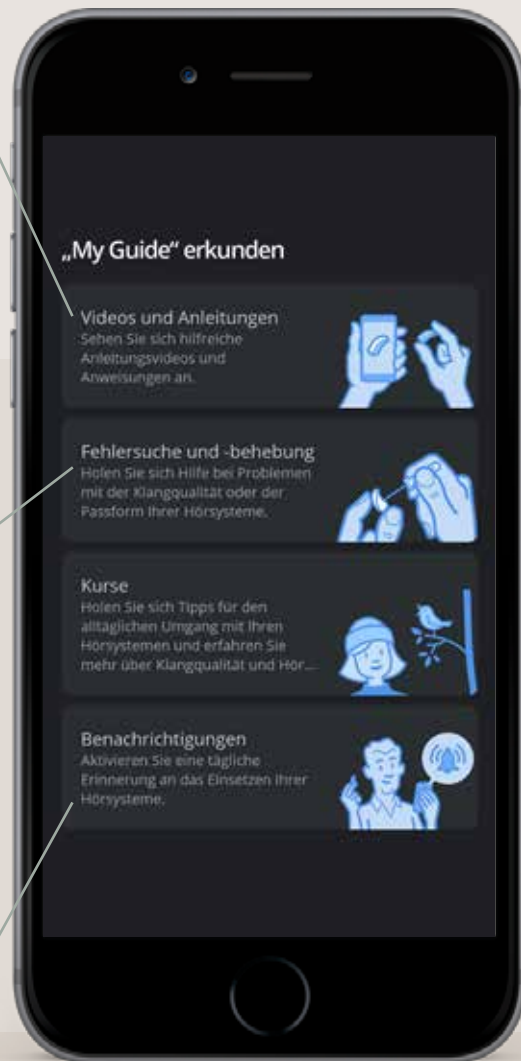 „My Guide“ erkunden
Videos und Anleitungen
Sehen Sie sich hilfreiche
Anleitungsvideos und
Anweisungen an.
Fehlersuche und -behebung
Holen Sie sich Hilfe bei Problemen
mit der Klangqualität oder der
Passform Ihrer Hörsysteme.
Kurse
Holen Sie sich Tipps für den
alltäglichen Umgang mit Ihren
Hörsystemen und erfahren Sie
mehr über Klangqualität und Hör...
Benachrichtigungen
Aktivieren Sie eine tägliche
Erinnerung an das Einsetzen Ihrer
Hörsysteme.